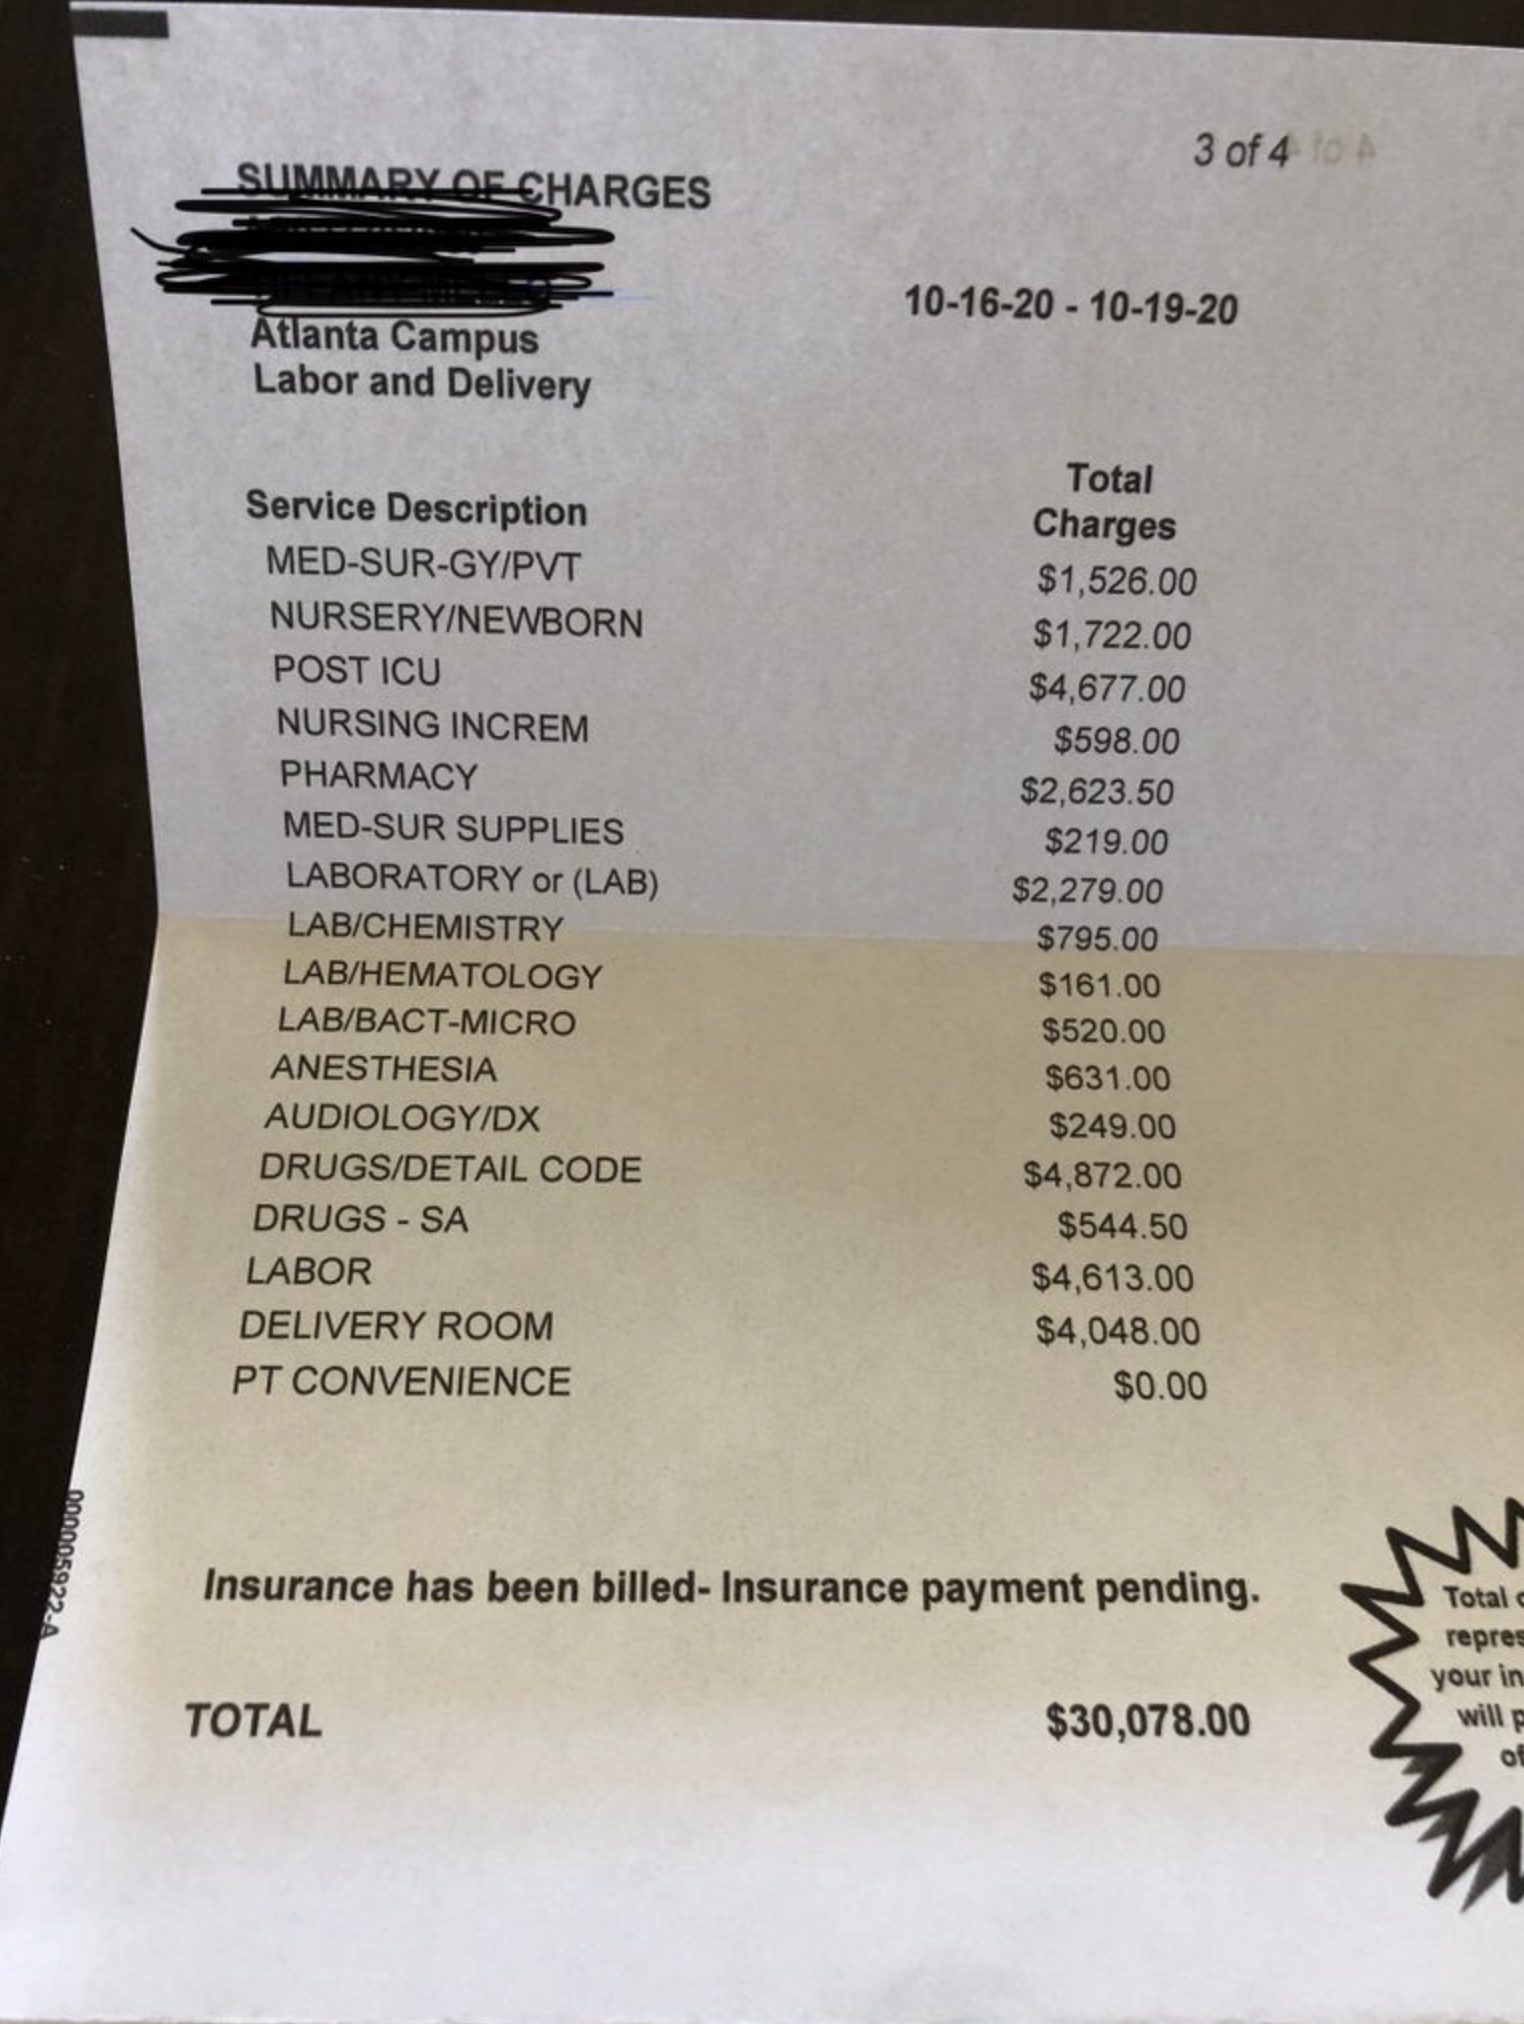 3 of 4
SUMMARY OF CHARGES
10-16-20 - 10-19-20
Atlanta Campus
Labor and Delivery
Service Description Total Charges
MED-SUR-GY/PVT $1,526.00
NURSERY/NEWBORN $1,722.00
POST ICU $4,677.00
NURSING INCREM $598.00
PHARMACY $2,623.50
MED-SUR SUPPLIES $219.00
LABORATORY or (LAB) $2,279.00
LAB/CHEMISTRY $795.00
LAB/HEMATOLOGY $161.00
LAB/BACT-MICRO $520.00
ANESTHESIA $631.00
AUDIOLOGY/DX $249.00
DRUGS/DETAIL CODE $4,872.00
DRUGS - SA $544.50
LABOR $4,613.00
DELIVERY ROOM $4,048.00
PT CONVENIENCE $0.00
Insurance has been billed- Insurance payment pending.
TOTAL $30,078.00
Total
your
will
000005922-A